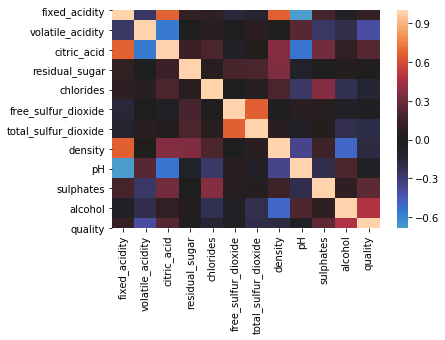 fixed_acidity
volatile_acidity
citric_acid
residual_sugar
chlorides
free_sulfur_dioxide
total_sulfur_dioxide
density
pH
sulphates
alcohol
quality
fixed_acidity
volatile_acidity
citric_acid
residual_sugar
chlorides
free_sulfur_dioxide
total_sulfur_dioxide
density
pH
sulphates
alcohol
quality
0.9
0.6
0.3
0.0
−0.3
−0.6